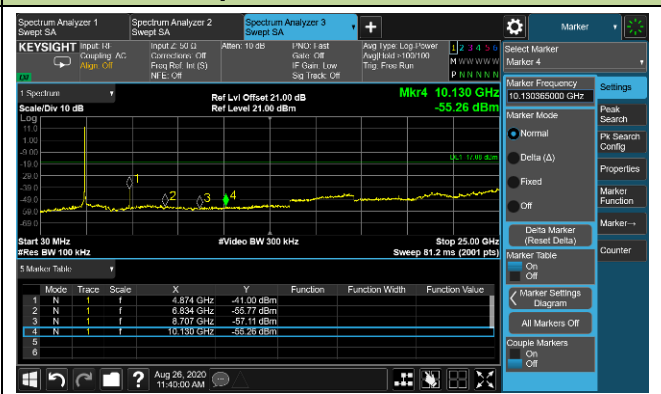 Spectrum Analyzer 1
Swept SA
Spectrum Analyzer 2
Swept SA
Spectrum Analyzer 3
Swept SA
+
Marker
KEYSIGHT
Input: RF
Coupling: AC
Align: Off
Input Z: 50 Ω
Corrections: Off
Freq Ref: Int (S)
NFE: Off
Atten: 10 dB
PNO: Fast
Gate: Off
IF Gain: Low
Sig Track: Off
Avg Type: Log-Power
Avg|Hold >100/100
Trig: Free Run
1 2 3 4 5 6
M W W W W W
P N N N N N
LXI
1 Spectrum
Scale/Div 10 dB
Ref Lvl Offset 21.00 dB
Ref Level 21.00 dBm
Mkr4 10.130 GHz
-55.26 dBm
Log
11.0
1.00
-9.00
-19.0
-29.0
-39.0
-49.0
-59.0
-69.0
1
2
3
4
Start 30 MHz
#Res BW 100 kHz
#Video BW 300 kHz
Stop 25.00 GHz
Sweep 81.2 ms (2001 pts)
5 Marker Table
Mode Trace Scale X Y Function Function Width Function Value
1 N 1 f 4.874 GHz -41.00 dBm
2 N 1 f 6.834 GHz -55.77 dBm
3 N 1 f 8.707 GHz -57.11 dBm
4 N 1 f 10.130 GHz -55.26 dBm
5
6
Aug 26, 2020
11:40:00 AM
?
Select Marker
Marker 4
Marker Frequency
10.130365000 GHz
Marker Mode
Normal
Delta (Δ)
Fixed
Off
Delta Marker
(Reset Delta)
Marker Table
On
Off
Marker Settings
Diagram
All Markers Off
Couple Markers
On
Off
Settings
Peak
Search
Pk Search
Config
Properties
Marker
Function
Marker→
Counter